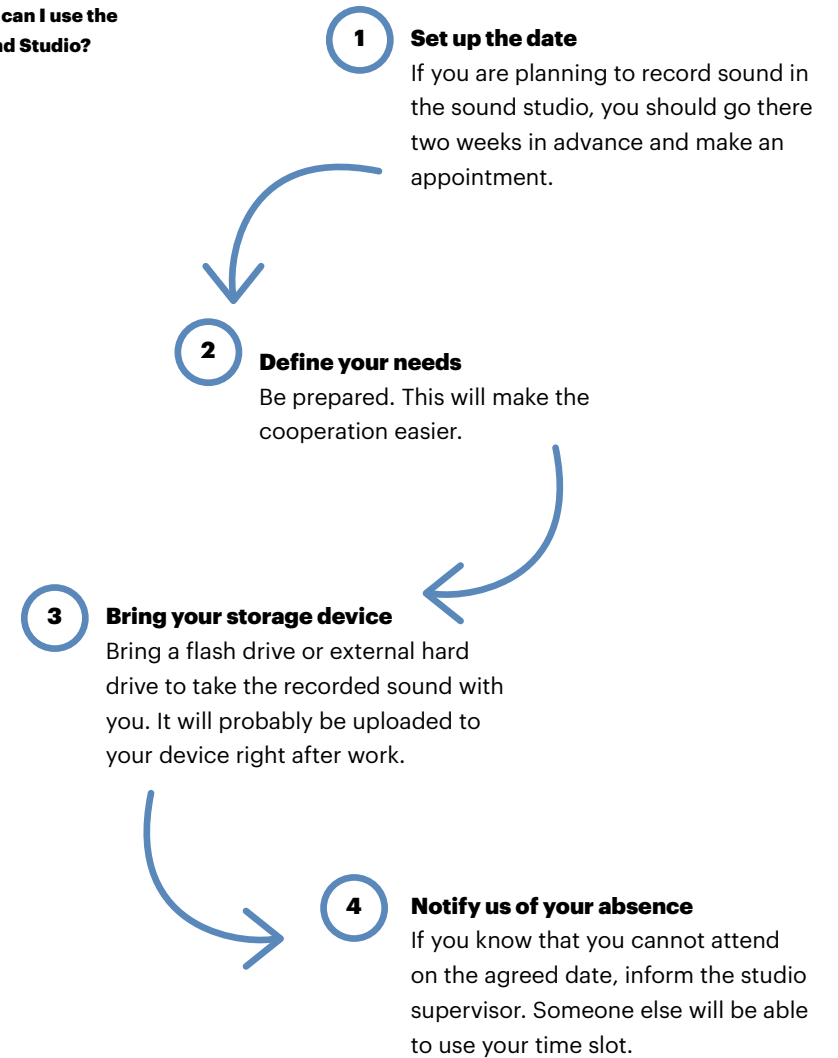 can I use the
Studio?
1
Set up the date
If you are planning to record sound in
the sound studio, you should go there
two weeks in advance and make an
appointment.
2
Define your needs
Be prepared. This will make the
cooperation easier.
3
Bring your storage device
Bring a flash drive or external hard
drive to take the recorded sound with
you. It will probably be uploaded to
your device right after work.
4
Notify us of your absence
If you know that you cannot attend
on the agreed date, inform the studio
supervisor. Someone else will be able
to use your time slot.